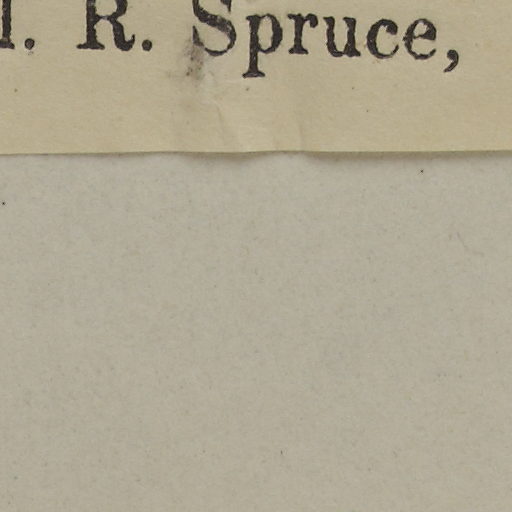 l. R. Spruce,